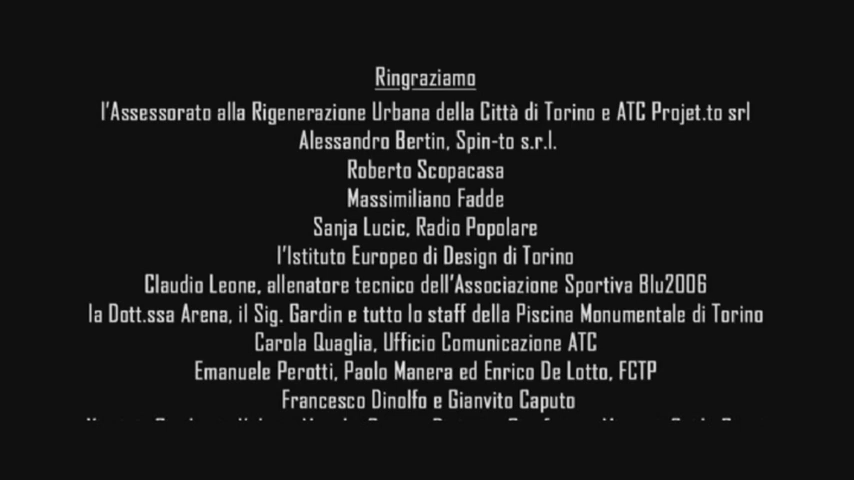 Ringraziamo
l'Assessorato alla Rigenerazione Urbana della Città di Torino e ATC Projet.to srl
Alessandro Bertin, Spin-to s.r.l.
Roberto Scopacasa
Massimiliano Fadde
Sanja Lucic, Radio Popolare
l'Istituto Europeo di Design di Torino
Claudio Leone, allenatore tecnico dell'Associazione Sportiva Blu2006
la Dott.ssa Arena, il Sig. Gardin e tutto lo staff della Piscina Monumentale di Torino
Carola Quaglia, Ufficio Comunicazione ATC
Emanuele Perotti, Paolo Manera ed Enrico De Lotto, FCTP
Francesco Dinolfo e Gianvito Caputo